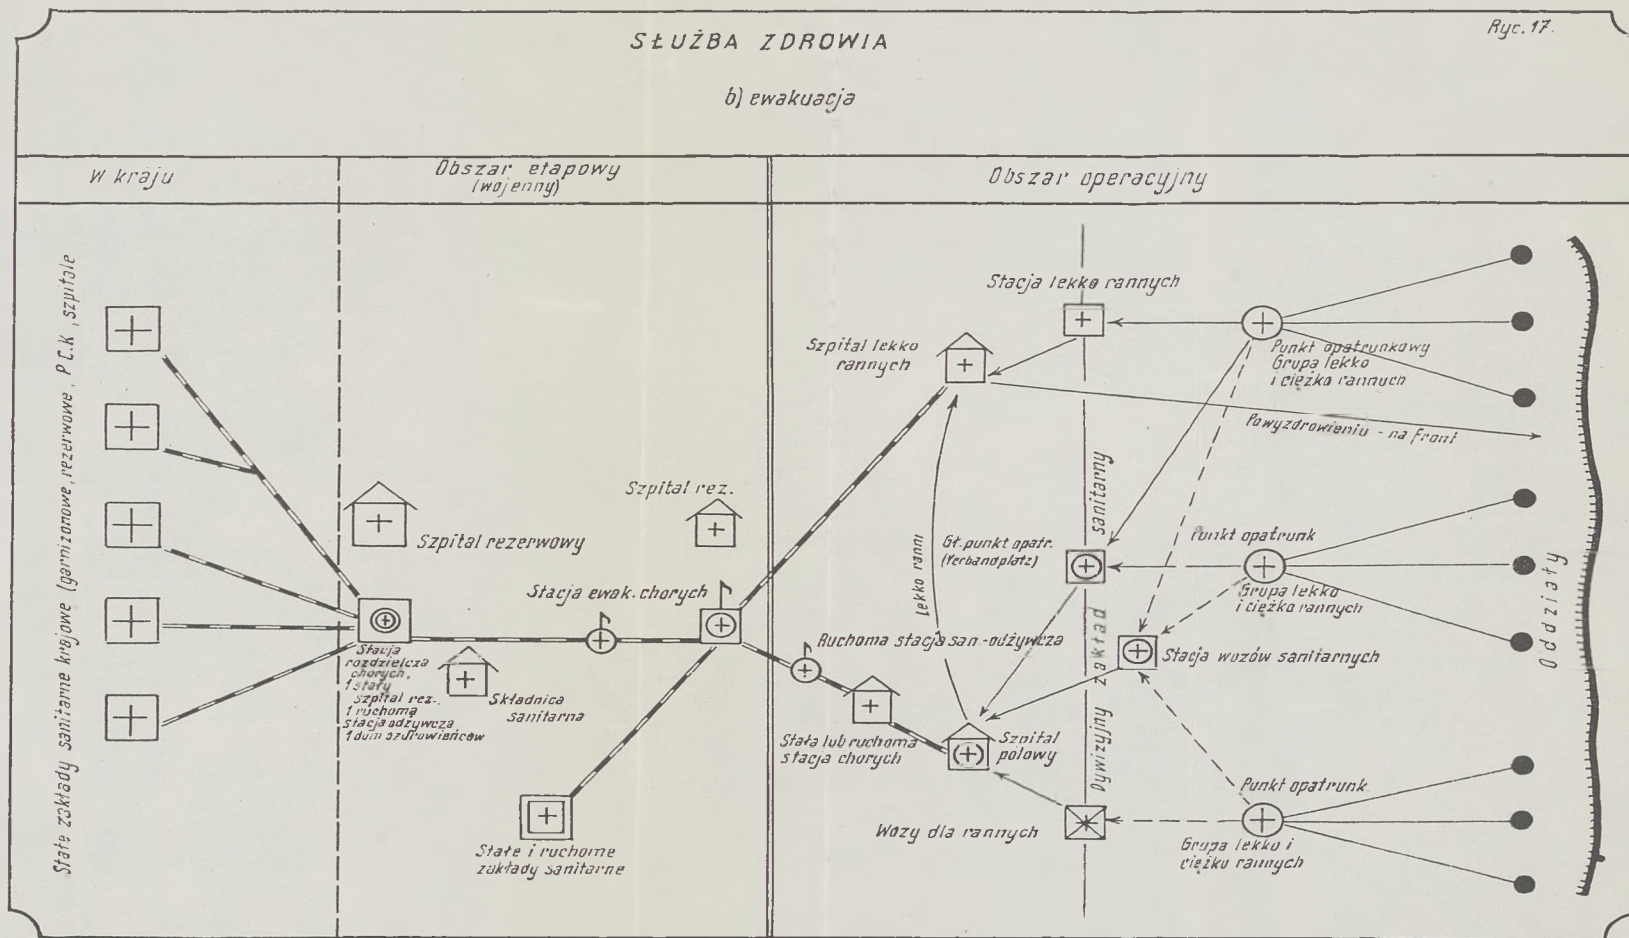 Ryc. 17.
SŁUŻBA ZDROWIA
b) ewakuacja
W kraju
Obszar etapowy
(wojenny)
Obszar operacyjny
Stałe zakłady sanitarne krajowe (garnizonowe, rezerwowe, P.C.K, szpitale
Szpital rezerwowy
Szpital rez.
Stacja ewak. chorych
Stacja
rozdzielcza
chorych,
1 stały
szpital rez.
1 ruchoma
stacja odżywcza
1 dom ozdrowieńców
Składnica
sanitarna
Stałe i ruchome
zakłady sanitarne
Stacja lekko rannych
Szpital lekko
rannych
Punkt opatrunkowy
Grupa lekko
i ciężko rannych
Powyzdrowieniu - na front
lekko ranni
Gł. punkt opatr.
(Verbandplatz)
Dywizyjny zakład sanitarny
Punkt opatrunk
Grupa lekko
i ciężko rannych
Ruchoma stacja san-odżywcza
Stacja wozów sanitarnych
Stała lub ruchoma
stacja chorych
Szpital
polowy
Wozy dla rannych
Punkt opatrunk.
Grupa lekko i
ciężko rannych
Oddziały